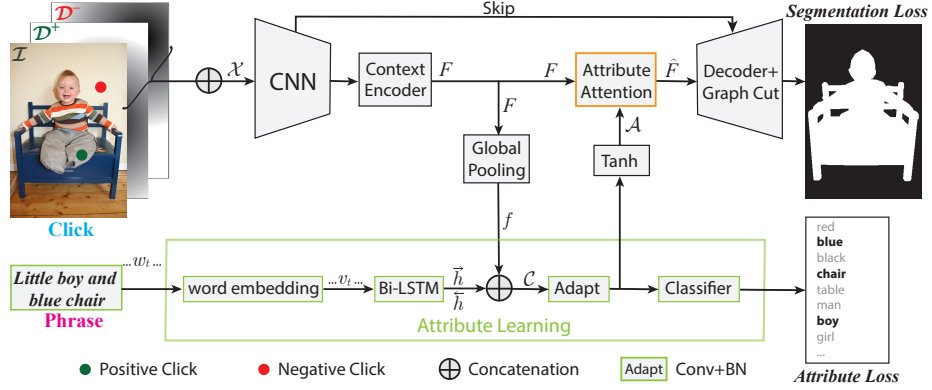 𝒟⁻
𝒟⁺
ℐ
Click
𝒳
CNN
Skip
Context
Encoder
F
F
F
Attribute
Attention
F̂
Decoder+
Graph Cut
Segmentation Loss
Global
Pooling
𝒜
Tanh
f
Little boy and
blue chair
Phrase
...w_t...
word embedding
...v_t...
Bi-LSTM
h⃗
h⃖
𝒞
Adapt
Classifier
Attribute Learning
red
blue
black
chair
table
man
boy
girl
...
Attribute Loss
Positive Click
Negative Click
Concatenation
Adapt
Conv+BN